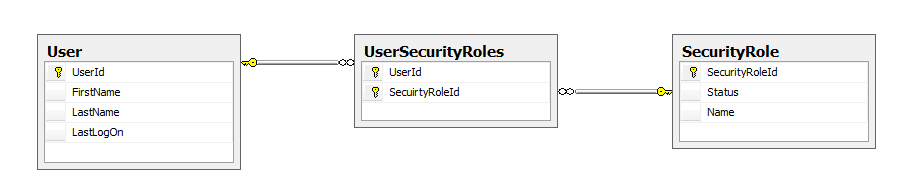 User
UserId
FirstName
LastName
LastLogOn
UserSecurityRoles
UserId
SecuirtyRoleId
SecurityRole
SecurityRoleId
Status
Name